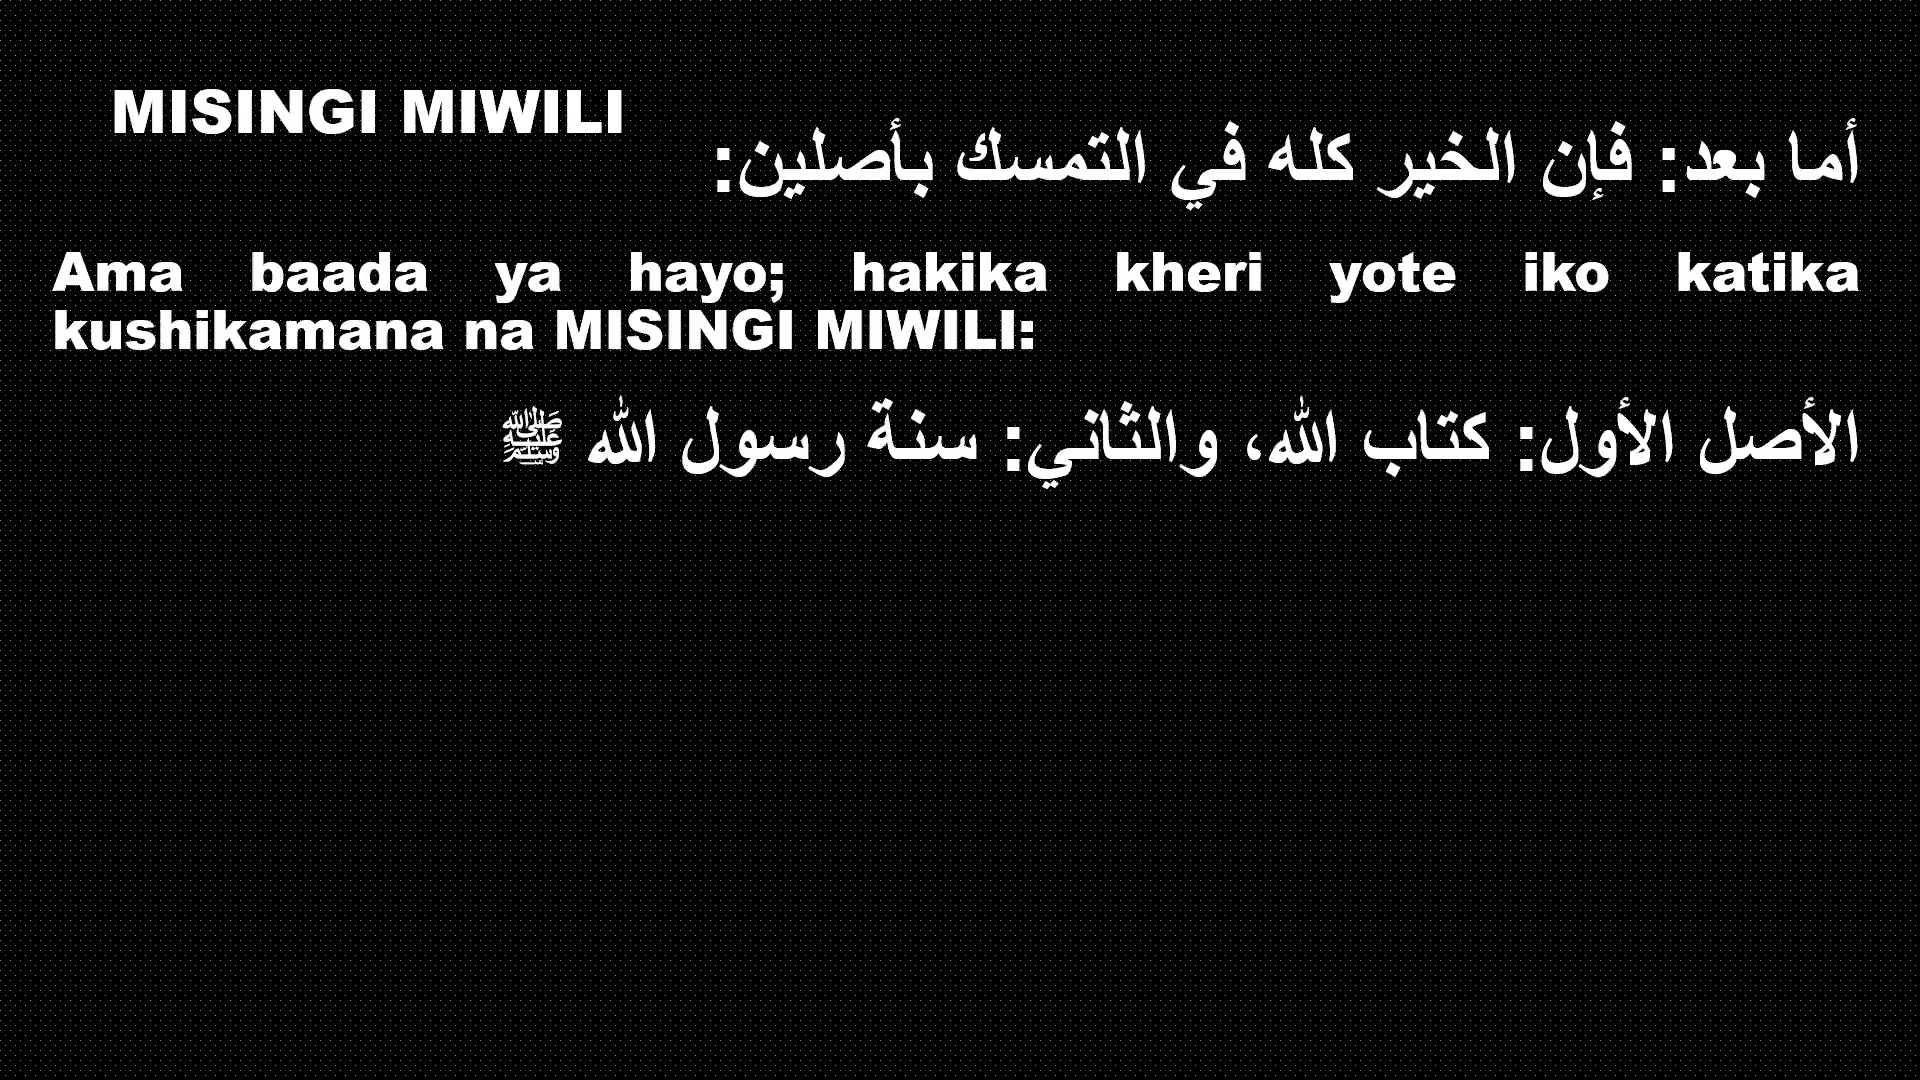 MISINGI MIWILI
أما بعد: فإن الخير كله في التمسك بأصلين:
Ama baada ya hayo; hakika kheri yote iko katika
kushikamana na MISINGI MIWILI:
الأصل الأول: كتاب الله، والثاني: سنة رسول الله ﷺ